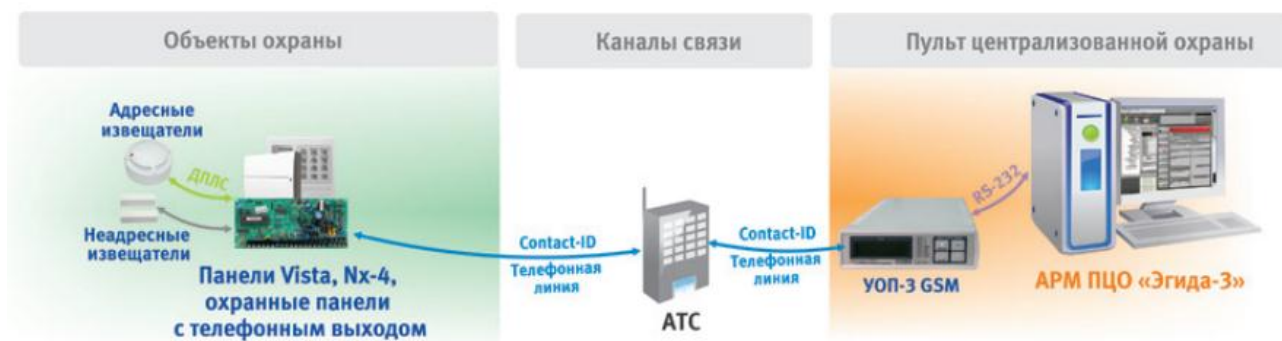 Объекты охраны
Каналы связи
Пульт централизованной охраны
Адресные
извещатели
ДПЛС
Неадресные
извещатели
Панели Vista, Nx-4,
охранные панели
с телефонным выходом
Contact-ID
Телефонная
линия
АТС
Contact-ID
Телефонная
линия
УОП-3 GSM
RS-232
АРМ ПЦО «Эгида-3»